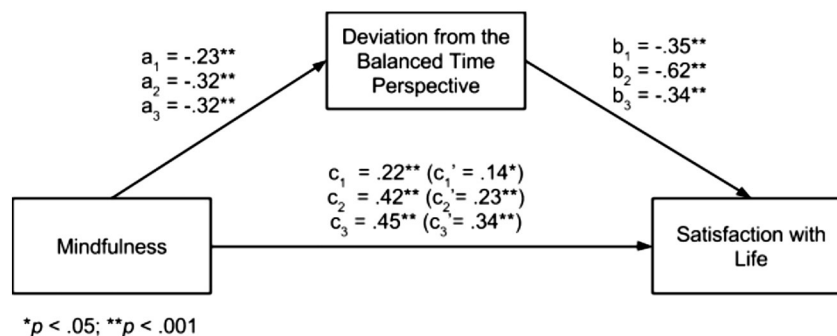 Deviation from the
Balanced Time
Perspective
a₁ = -.23**
a₂ = -.32**
a₃ = -.32**
b₁ = -.35**
b₂ = -.62**
b₃ = -.34**
c₁ = .22** (c₁' = .14*)
c₂ = .42** (c₂'= .23**)
c₃ = .45** (c₃'= .34**)
Mindfulness
Satisfaction with
Life
*p < .05; **p < .001